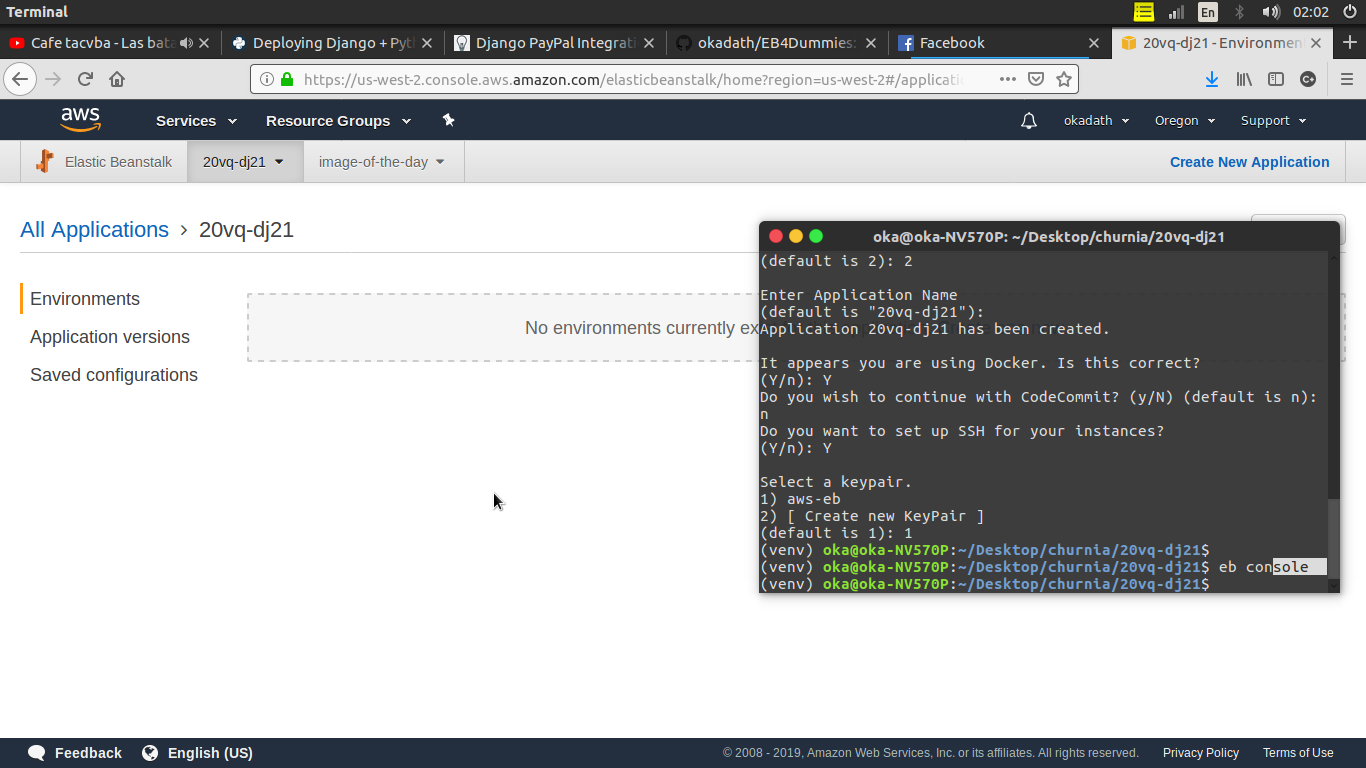 Terminal
En
02:02
Cafe tacvba - Las bata
Deploying Django + Pyt
Django PayPal Integrati
okadath/EB4Dummies:
Facebook
20vq-dj21 - Environmen
https://us-west-2.console.aws.amazon.com/elasticbeanstalk/home?region=us-west-2#/applicatio
aws
Services
Resource Groups
okadath
Oregon
Support
Elastic Beanstalk
20vq-dj21
image-of-the-day
Create New Application
All Applications › 20vq-dj21
Environments
Application versions
Saved configurations
No environments currently ex
oka@oka-NV570P: ~/Desktop/churnia/20vq-dj21
(default is 2): 2
Enter Application Name
(default is "20vq-dj21"):
Application 20vq-dj21 has been created.
It appears you are using Docker. Is this correct?
(Y/n): Y
Do you wish to continue with CodeCommit? (y/N) (default is n):
n
Do you want to set up SSH for your instances?
(Y/n): Y
Select a keypair.
1) aws-eb
2) [ Create new KeyPair ]
(default is 1): 1
(venv) oka@oka-NV570P:~/Desktop/churnia/20vq-dj21$
(venv) oka@oka-NV570P:~/Desktop/churnia/20vq-dj21$ eb console
(venv) oka@oka-NV570P:~/Desktop/churnia/20vq-dj21$
Feedback
English (US)
© 2008 - 2019, Amazon Web Services, Inc. or its affiliates. All rights reserved.
Privacy Policy
Terms of Use